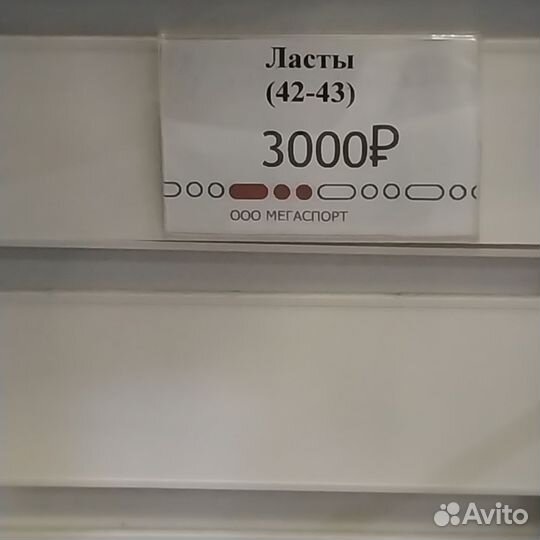 Ласты
(42-43)
3000₽
ООО МЕГАСПОРТ
Avito